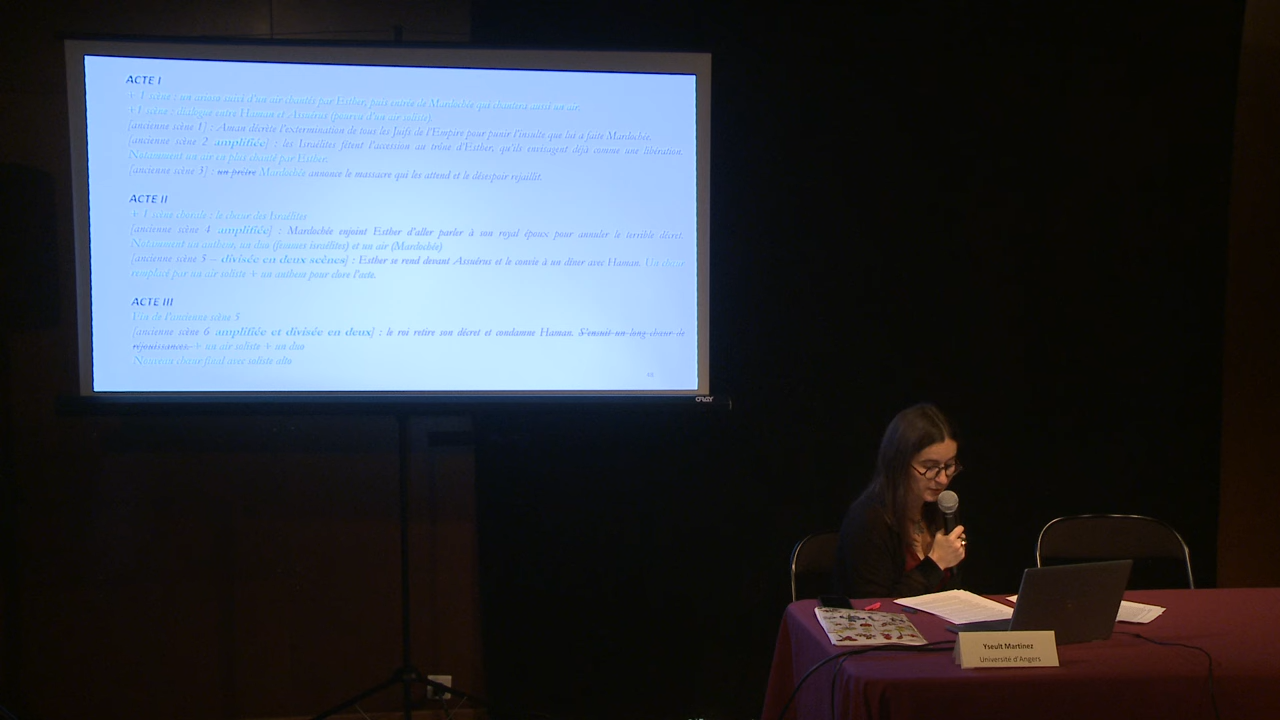 ACTE I
+ 1 scène : un arioso suivi d'un air chantés par Esther, puis entrée de Mardochée qui chantera aussi un air.
+1 scène : dialogue entre Haman et Assuérus (pourvu d'un air soliste).
[ancienne scène 1] : Aman décrète l'extermination de tous les Juifs de l'Empire pour punir l'insulte que lui a faite Mardochée.
[ancienne scène 2 amplifiée] : les Israélites fêtent l'accession au trône d'Esther, qu'ils envisagent déjà comme une libération.
Notamment un air en plus chanté par Esther.
[ancienne scène 3] : un prêtre Mardochée annonce le massacre qui les attend et le désespoir rejaillit.
ACTE II
+ 1 scène chorale : le chœur des Israélites
[ancienne scène 4 amplifiée] : Mardochée enjoint Esther d'aller parler à son royal époux pour annuler le terrible décret.
Notamment un anthem, un duo (femmes israélites) et un air (Mardochée)
[ancienne scène 5 – divisée en deux scènes] : Esther se rend devant Assuérus et le convie à un dîner avec Haman. Un chœur
remplacé par un air soliste + un anthem pour clore l'acte.
ACTE III
Fin de l'ancienne scène 5
[ancienne scène 6 amplifiée et divisée en deux] : le roi retire son décret et condamne Haman. S'ensuit un long chœur de
réjouissances. + un air soliste + un duo
Nouveau chœur final avec soliste alto
Yseult Martinez
Université d'Angers